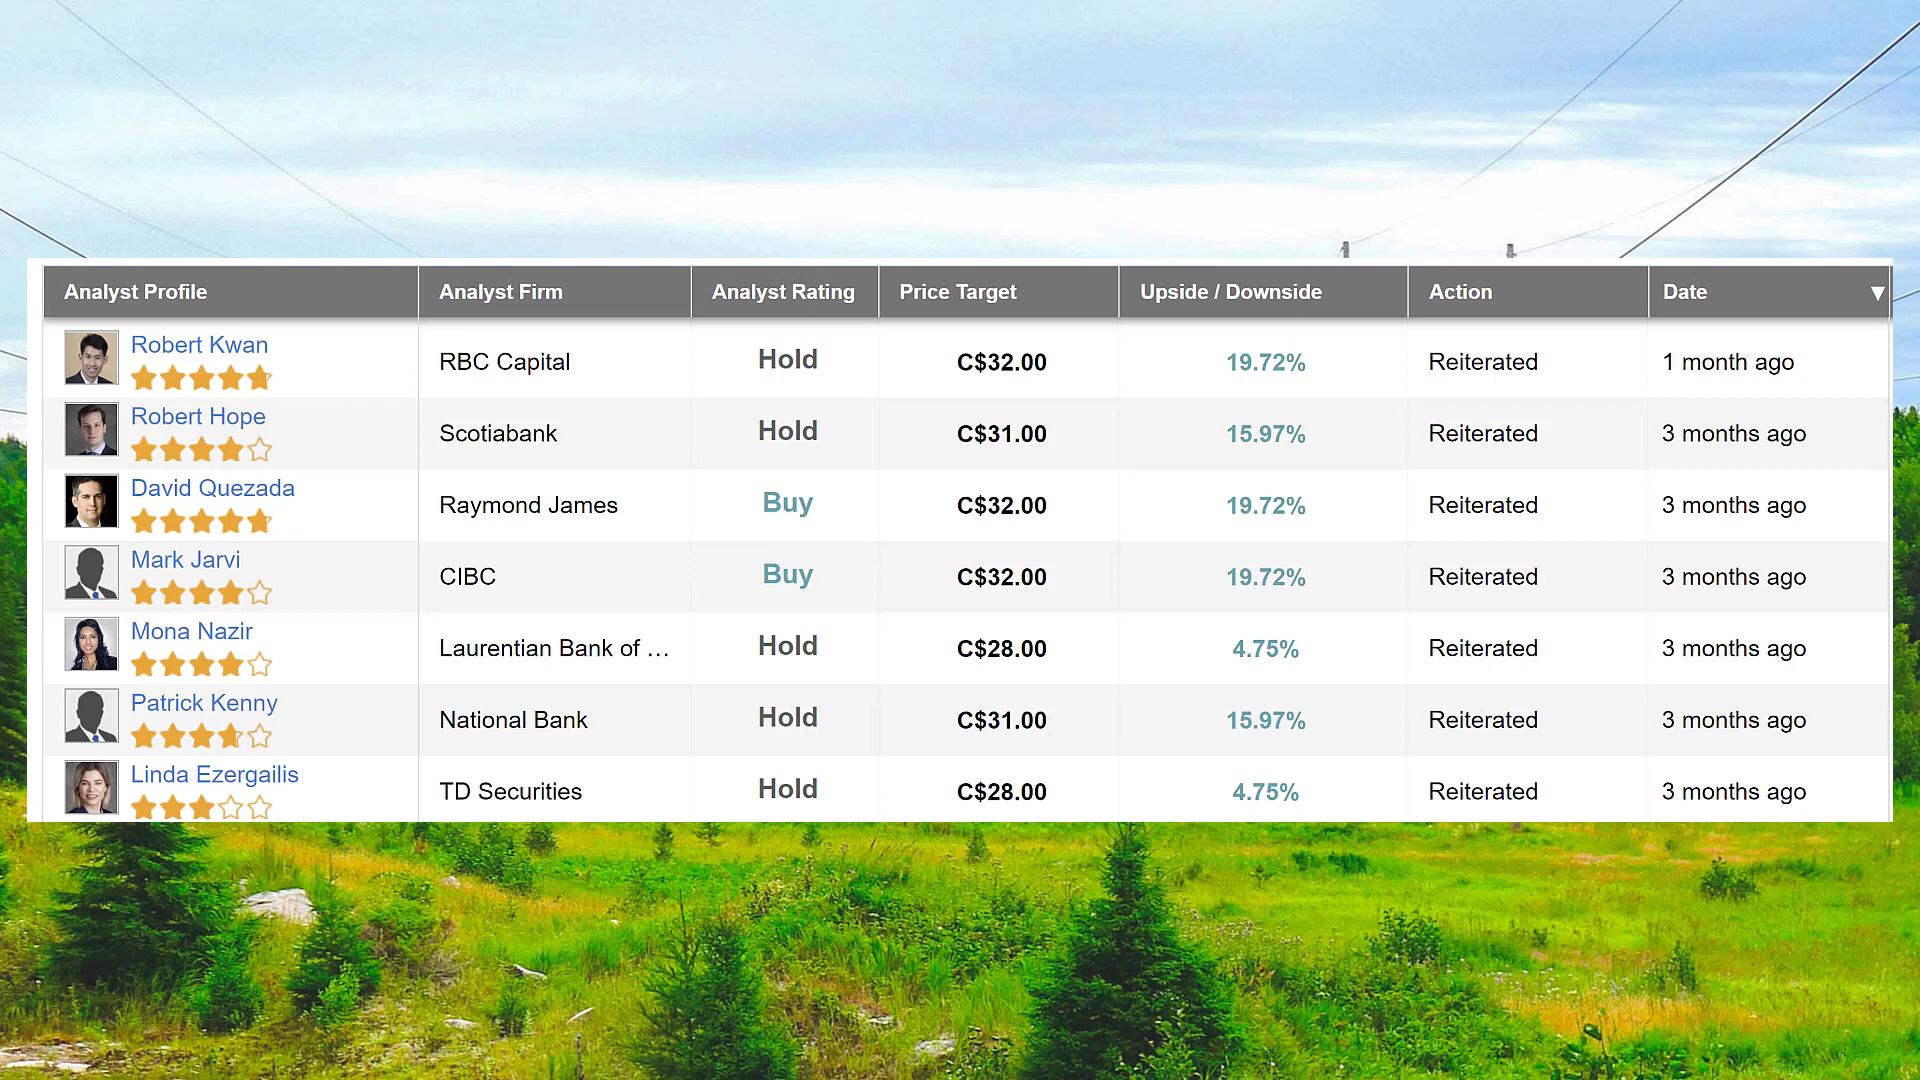 Analyst Profile Analyst Firm Analyst Rating Price Target Upside / Downside Action Date ▼
Robert Kwan RBC Capital Hold C$32.00 19.72% Reiterated 1 month ago
Robert Hope Scotiabank Hold C$31.00 15.97% Reiterated 3 months ago
David Quezada Raymond James Buy C$32.00 19.72% Reiterated 3 months ago
Mark Jarvi CIBC Buy C$32.00 19.72% Reiterated 3 months ago
Mona Nazir Laurentian Bank of … Hold C$28.00 4.75% Reiterated 3 months ago
Patrick Kenny National Bank Hold C$31.00 15.97% Reiterated 3 months ago
Linda Ezergailis TD Securities Hold C$28.00 4.75% Reiterated 3 months ago